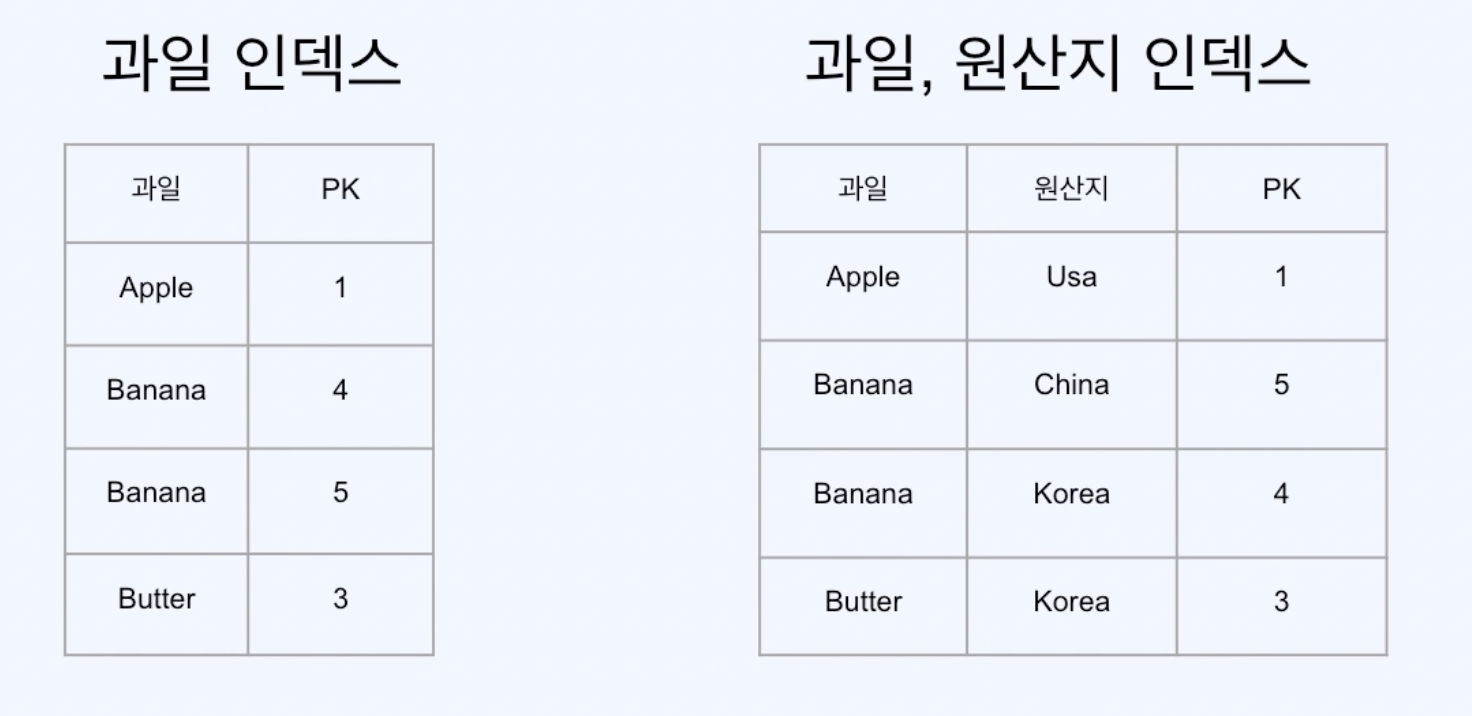 과일 인덱스
과일 PK
Apple 1
Banana 4
Banana 5
Butter 3
과일, 원산지 인덱스
과일 원산지 PK
Apple Usa 1
Banana China 5
Banana Korea 4
Butter Korea 3